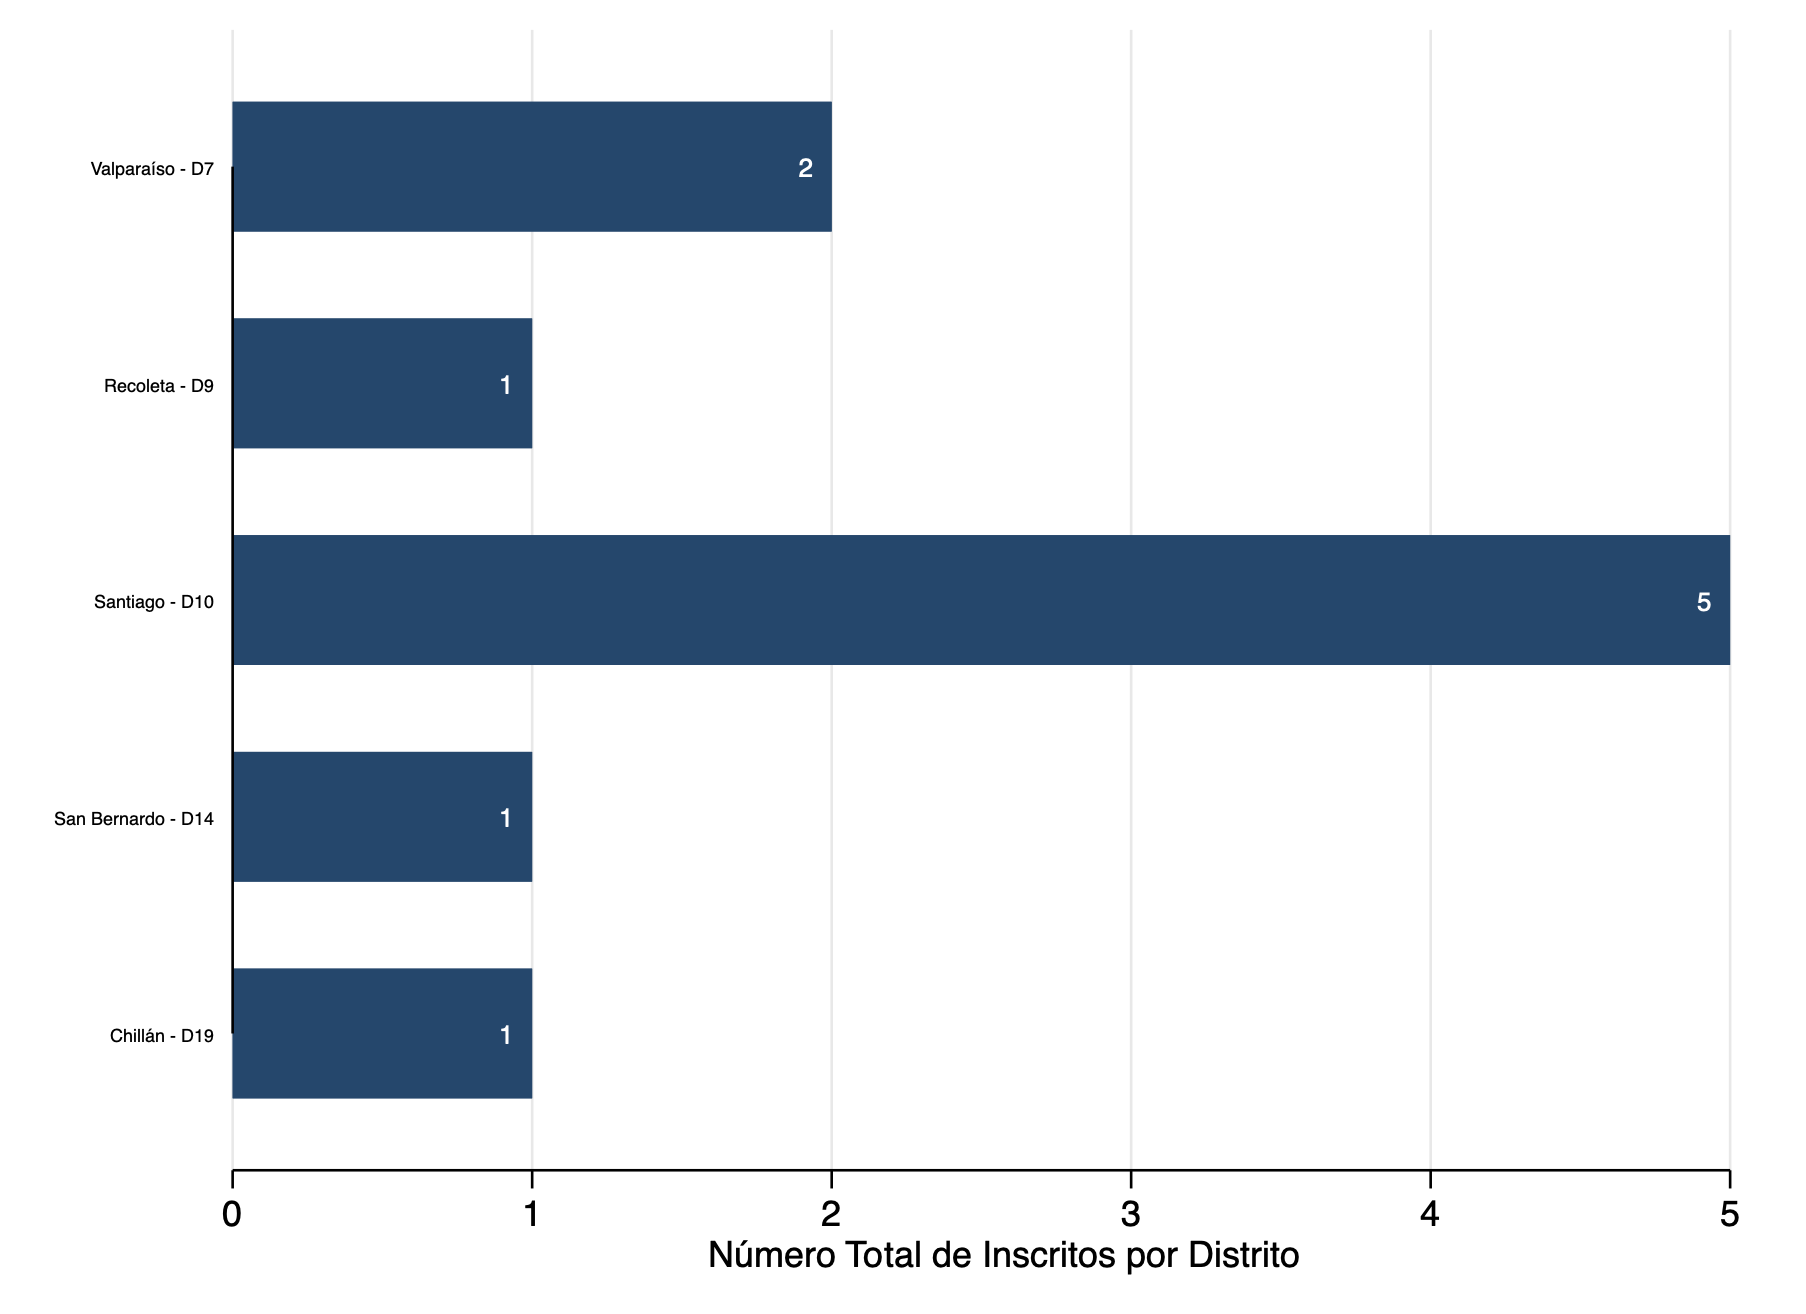 Valparaíso - D7
2
Recoleta - D9
1
Santiago - D10
5
San Bernardo - D14
1
Chillán - D19
1
0 1 2 3 4 5
Número Total de Inscritos por Distrito